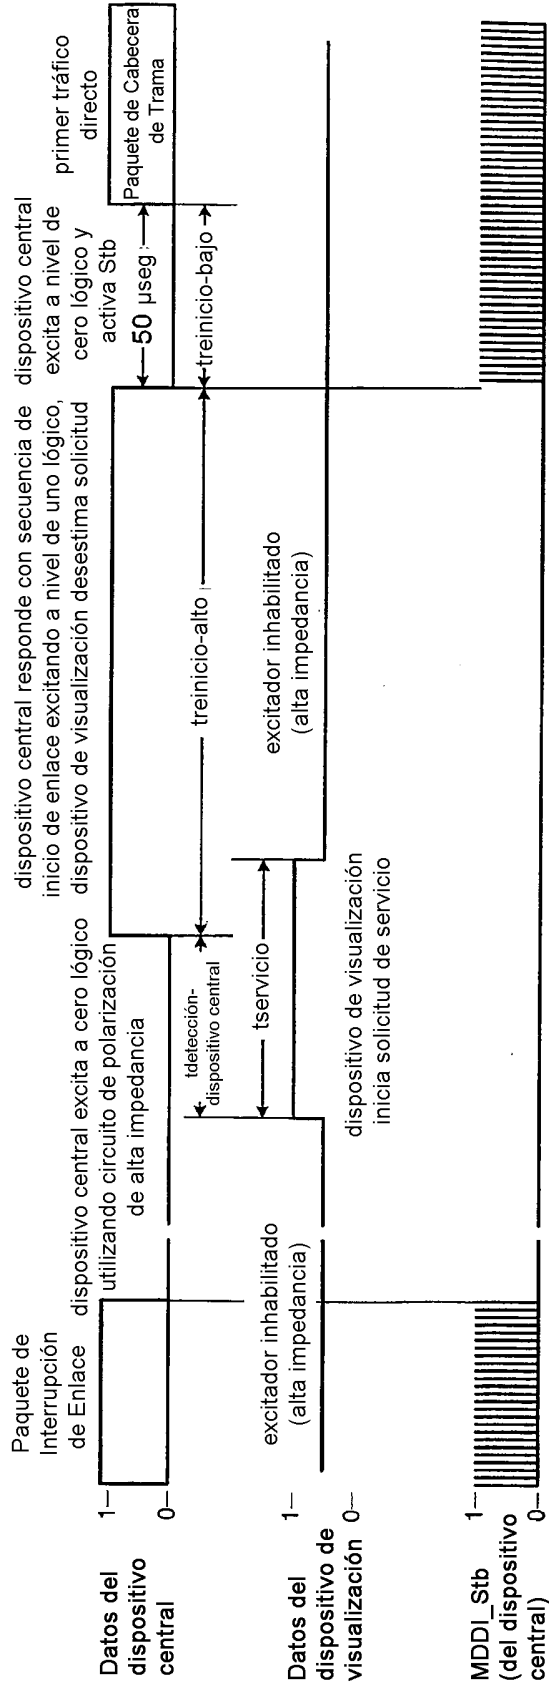 Paquete de
Interrupción
de Enlace
dispositivo central excita a cero lógico
utilizando circuito de polarización
de alta impedancia
dispositivo central responde con secuencia de
inicio de enlace excitando a nivel de uno lógico,
dispositivo de visualización desestima solicitud
dispositivo central
excita a nivel de
cero lógico y
activa Stb
primer tráfico
directo
Datos del
dispositivo
central
1
0
Paquete de Cabecera
de Trama
50 µseg
tdetección-
dispositivo central
treinicio-alto
treinicio-bajo
tservicio
Datos del
dispositivo de
visualización
1
0
excitador inhabilitado
(alta impedancia)
excitador inhabilitado
(alta impedancia)
dispositivo de visualización
inicia solicitud de servicio
MDDI_Stb
(del dispositivo
central)
1
0